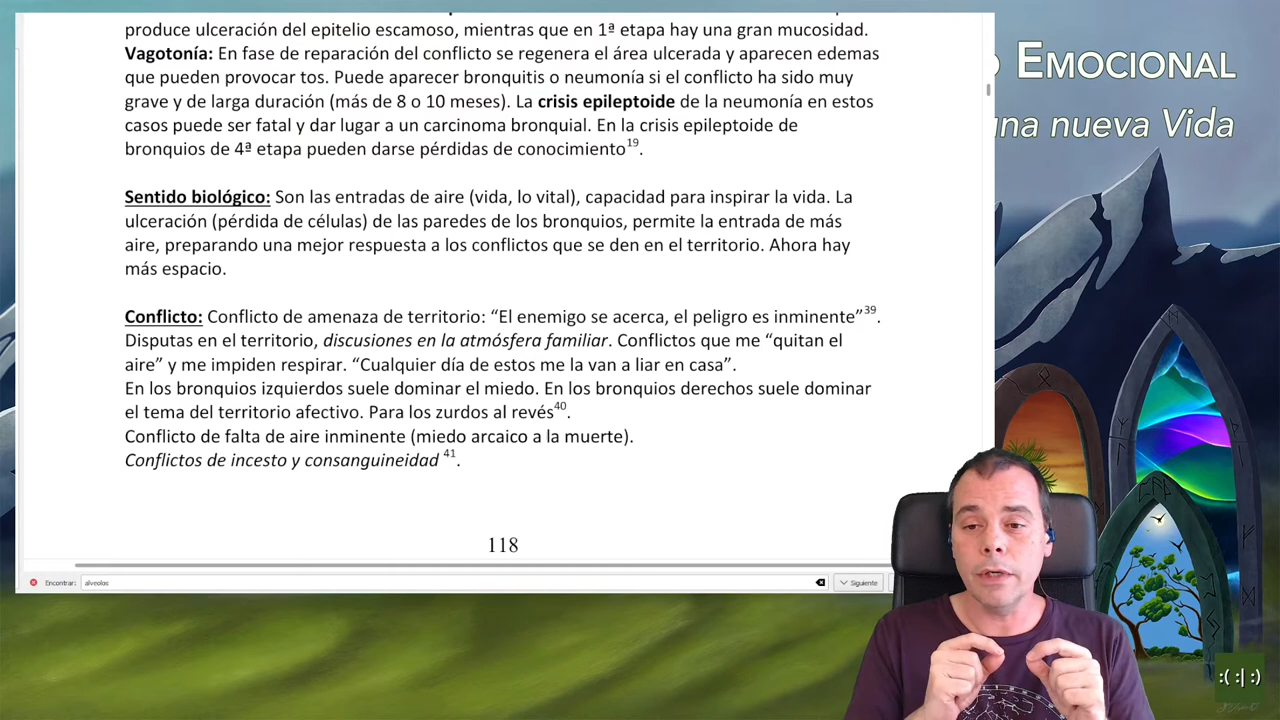 produce ulceración del epitelio escamoso, mientras que en 1ª etapa hay una gran mucosidad.
Vagotonía: En fase de reparación del conflicto se regenera el área ulcerada y aparecen edemas
que pueden provocar tos. Puede aparecer bronquitis o neumonía si el conflicto ha sido muy
grave y de larga duración (más de 8 o 10 meses). La crisis epileptoide de la neumonía en estos
casos puede ser fatal y dar lugar a un carcinoma bronquial. En la crisis epileptoide de
bronquios de 4ª etapa pueden darse pérdidas de conocimiento19.
Sentido biológico: Son las entradas de aire (vida, lo vital), capacidad para inspirar la vida. La
ulceración (pérdida de células) de las paredes de los bronquios, permite la entrada de más
aire, preparando una mejor respuesta a los conflictos que se den en el territorio. Ahora hay
más espacio.
Conflicto: Conflicto de amenaza de territorio: “El enemigo se acerca, el peligro es inminente”39.
Disputas en el territorio, discusiones en la atmósfera familiar. Conflictos que me “quitan el
aire” y me impiden respirar. “Cualquier día de estos me la van a liar en casa”.
En los bronquios izquierdos suele dominar el miedo. En los bronquios derechos suele dominar
el tema del territorio afectivo. Para los zurdos al revés40.
Conflicto de falta de aire inminente (miedo arcaico a la muerte).
Conflictos de incesto y consanguineidad 41.
118
Encontrar: alveolos
Siguiente
o EMOCIONAL
una nueva Vida
:( :| :)